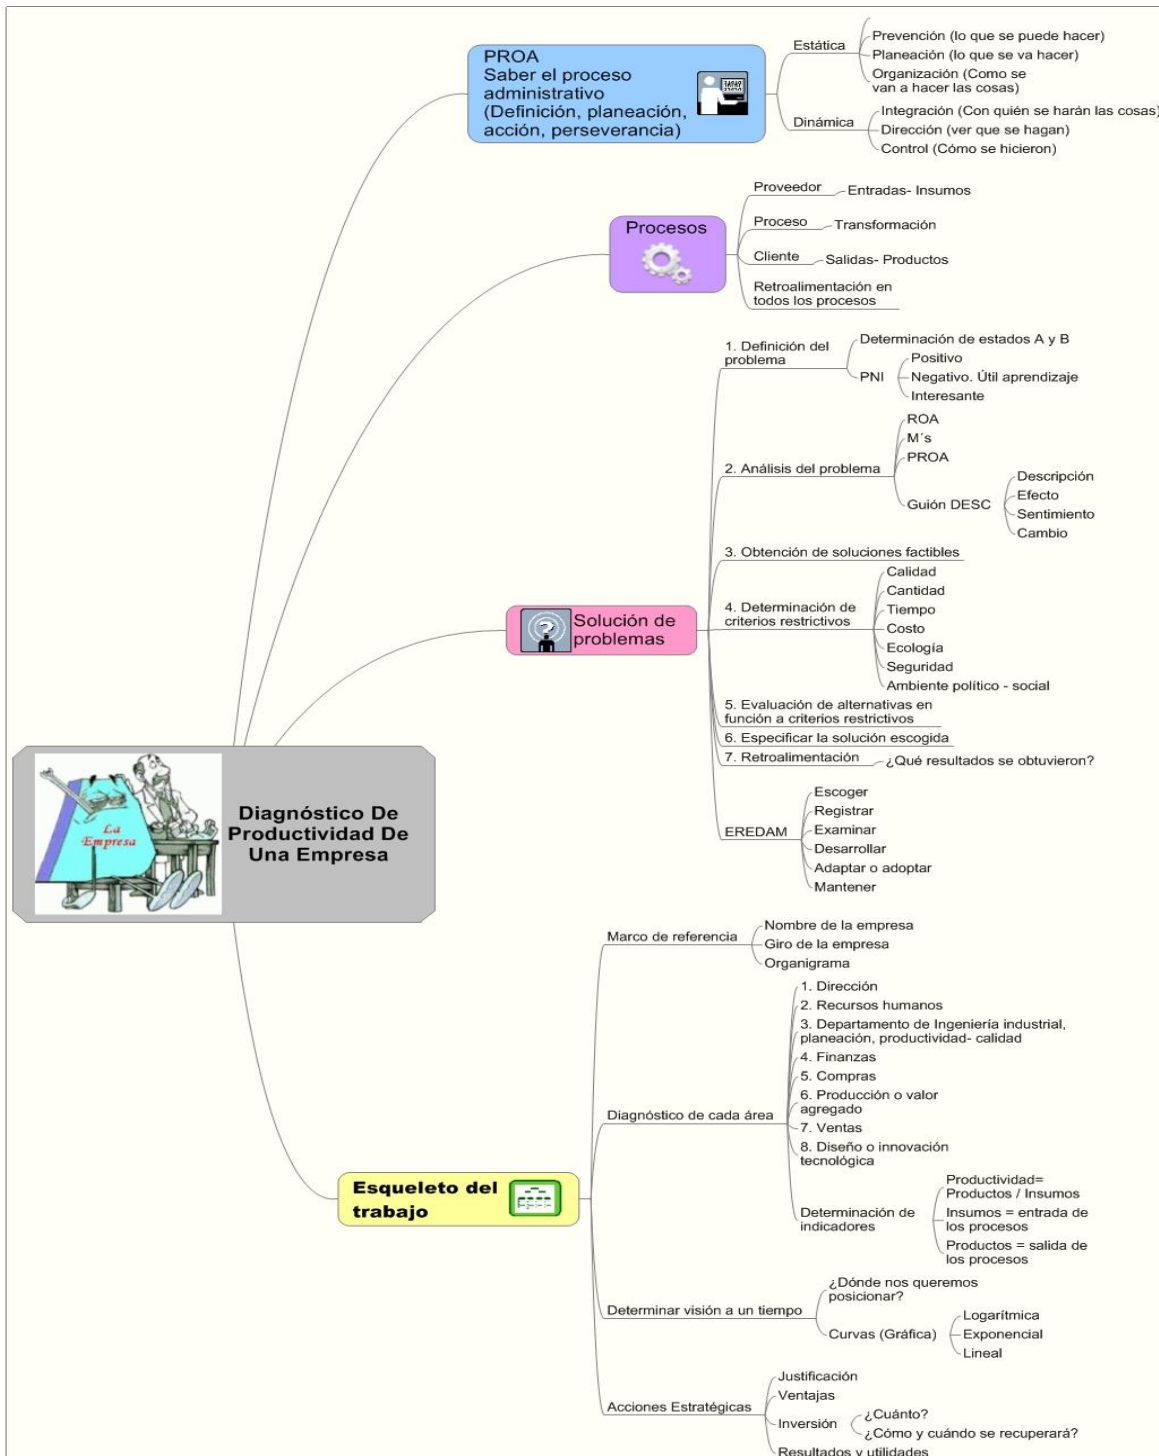 PROA
Saber el proceso
administrativo
(Definición, planeación,
acción, perseverancia)
Estática
Prevención (lo que se puede hacer)
Planeación (lo que se va hacer)
Organización (Como se
van a hacer las cosas)
Dinámica
Integración (Con quién se harán las cosas)
Dirección (ver que se hagan)
Control (Cómo se hicieron)
Procesos
Proveedor
Entradas- Insumos
Proceso
Transformación
Cliente
Salidas- Productos
Retroalimentación en
todos los procesos
Solución de
problemas
1. Definición del
problema
Determinación de estados A y B
PNI
Positivo
Negativo. Útil aprendizaje
Interesante
2. Análisis del problema
ROA
M´s
PROA
Guión DESC
Descripción
Efecto
Sentimiento
Cambio
3. Obtención de soluciones factibles
4. Determinación de
criterios restrictivos
Calidad
Cantidad
Tiempo
Costo
Ecología
Seguridad
Ambiente político - social
5. Evaluación de alternativas en
función a criterios restrictivos
6. Especificar la solución escogida
7. Retroalimentación
¿Qué resultados se obtuvieron?
EREDAM
Escoger
Registrar
Examinar
Desarrollar
Adaptar o adoptar
Mantener
La
Empresa
Diagnóstico De
Productividad De
Una Empresa
Esqueleto del
trabajo
Marco de referencia
Nombre de la empresa
Giro de la empresa
Organigrama
Diagnóstico de cada área
1. Dirección
2. Recursos humanos
3. Departamento de Ingeniería industrial,
planeación, productividad- calidad
4. Finanzas
5. Compras
6. Producción o valor
agregado
7. Ventas
8. Diseño o innovación
tecnológica
Determinación de
indicadores
Productividad=
Productos / Insumos
Insumos = entrada de
los procesos
Productos = salida de
los procesos
Determinar visión a un tiempo
¿Dónde nos queremos
posicionar?
Curvas (Gráfica)
Logarítmica
Exponencial
Lineal
Acciones Estratégicas
Justificación
Ventajas
Inversión
¿Cuánto?
¿Cómo y cuándo se recuperará?
Resultados y utilidades